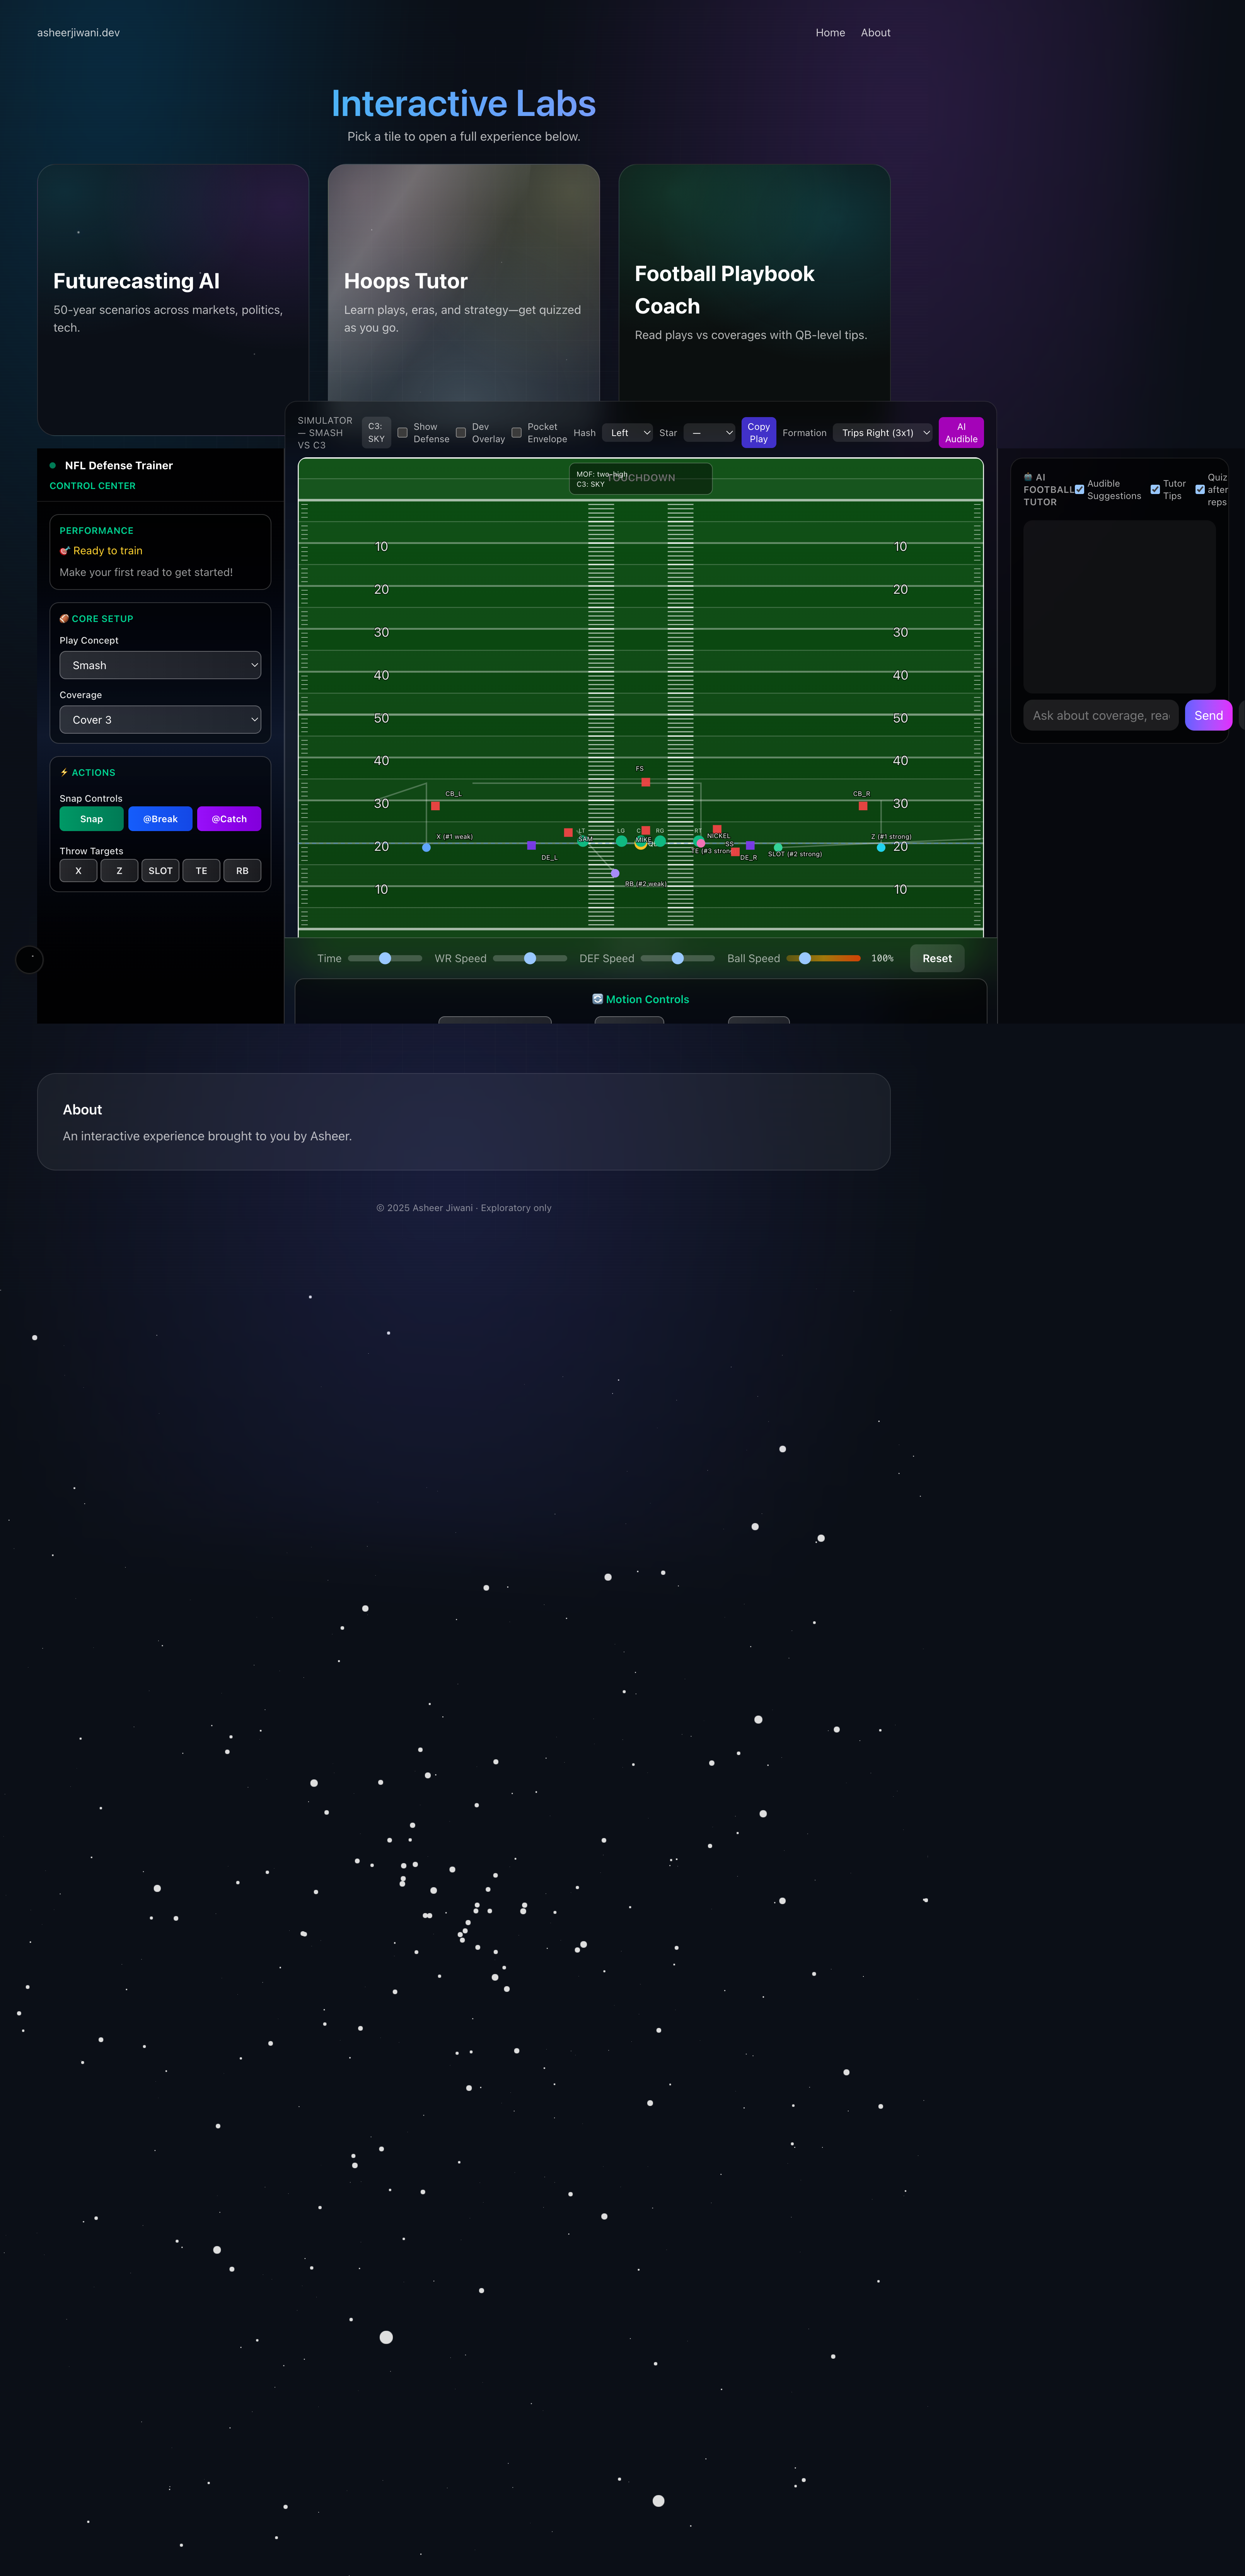 asheerjiwani.dev
Home About
Interactive Labs
Pick a tile to open a full experience below.
Futurecasting AI
50-year scenarios across markets, politics,
tech.
Hoops Tutor
Learn plays, eras, and strategy—get quizzed
as you go.
Football Playbook
Coach
Read plays vs coverages with QB-level tips.
NFL Defense Trainer
CONTROL CENTER
PERFORMANCE
Ready to train
Make your first read to get started!
CORE SETUP
Play Concept
Smash
Coverage
Cover 3
ACTIONS
Snap Controls
Snap @Break @Catch
Throw Targets
X Z SLOT TE RB
SIMULATOR
— SMASH
VS C3
C3:
SKY
Show
Defense
Dev
Overlay
Pocket
Envelope
Hash Left
Star —
Copy
Play
Formation Trips Right (3x1)
AI
Audible
MOF: two-high
C3: SKY
TOUCHDOWN
10 10
20 20
30 30
40 40
50 50
40 40
FS
CB_L CB_R
30 30
LT LG C RG RT
X (#1 weak) SAM MIKE NICKEL Z (#1 strong)
SS
20 20
TE (#3 strong)
DE_L DE_R SLOT (#2 strong)
RB (#2 weak)
10 10
Time WR Speed DEF Speed Ball Speed 100% Reset
Motion Controls
AI
FOOTBALL
TUTOR
Audible
Suggestions
Tutor
Tips
Quiz
after
reps
Ask about coverage, rea
Send
About
An interactive experience brought to you by Asheer.
© 2025 Asheer Jiwani · Exploratory only